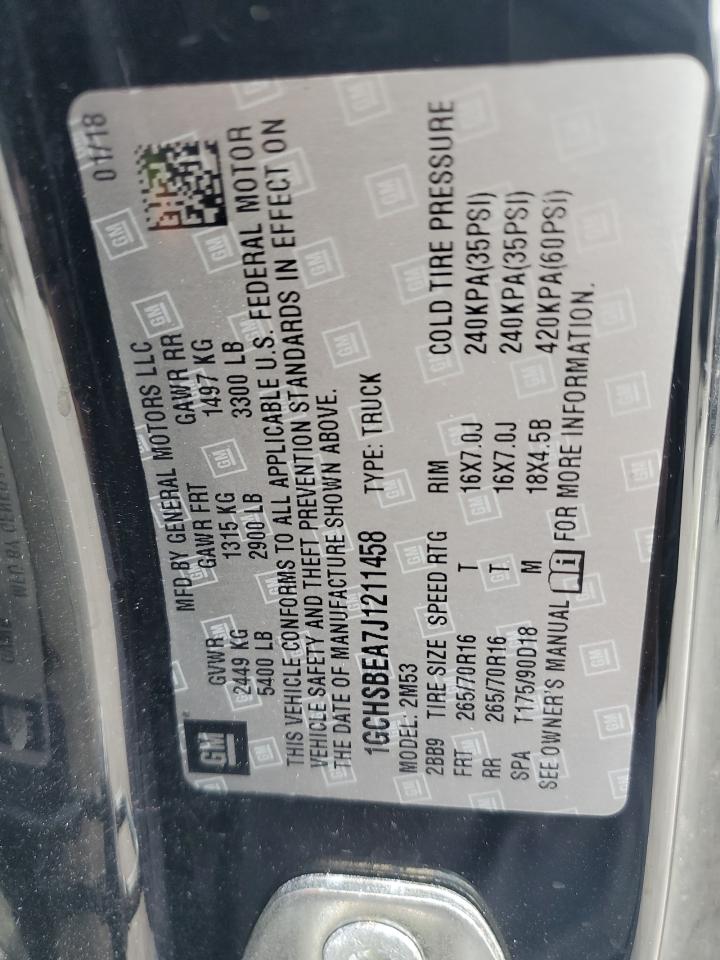 MFD BY GENERAL MOTORS LLC 01/18
GVWR GAWR FRT GAWR RR
2449 KG 1315 KG 1497 KG
5400 LB 2900 LB 3300 LB
GM
THIS VEHICLE CONFORMS TO ALL APPLICABLE U.S. FEDERAL MOTOR
VEHICLE SAFETY AND THEFT PREVENTION STANDARDS IN EFFECT ON
THE DATE OF MANUFACTURE SHOWN ABOVE.
1GCHSBEA7J1211458 TYPE: TRUCK
MODEL: 2M53
2BB9 TIRE-SIZE SPEED RTG RIM COLD TIRE PRESSURE
FRT 265/70R16 T 16X7.0J 240KPA(35PSI)
RR 265/70R16 T 16X7.0J 240KPA(35PSI)
SPA T175/90D18 M 18X4.5B 420KPA(60PSI)
SEE OWNER'S MANUAL FOR MORE INFORMATION.